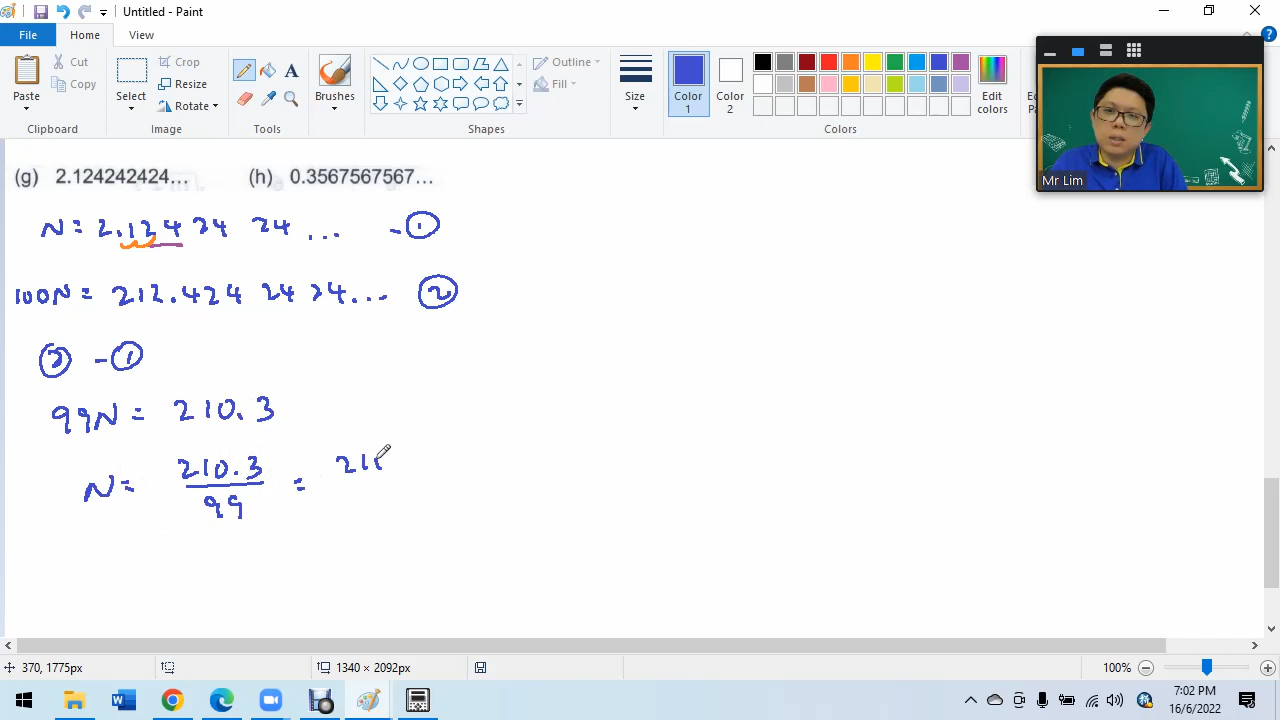 Untitled - Paint
File Home View
Paste Cut Copy Clipboard
Select Crop Resize Rotate Image
Tools
Brushes
Outline Fill Shapes
Size
Color 1 Color 2 Edit colors Colors
Mr Lim
(g) 2.124242424... (h) 0.3567567567...
N = 2.124 24 24 ... - ①
100N = 212.424 24 24... ②
② - ①
99N = 210.3
N = 210.3/99 = 210
370, 1775px 1340 × 2092px 100%
7:02 PM
16/6/2022